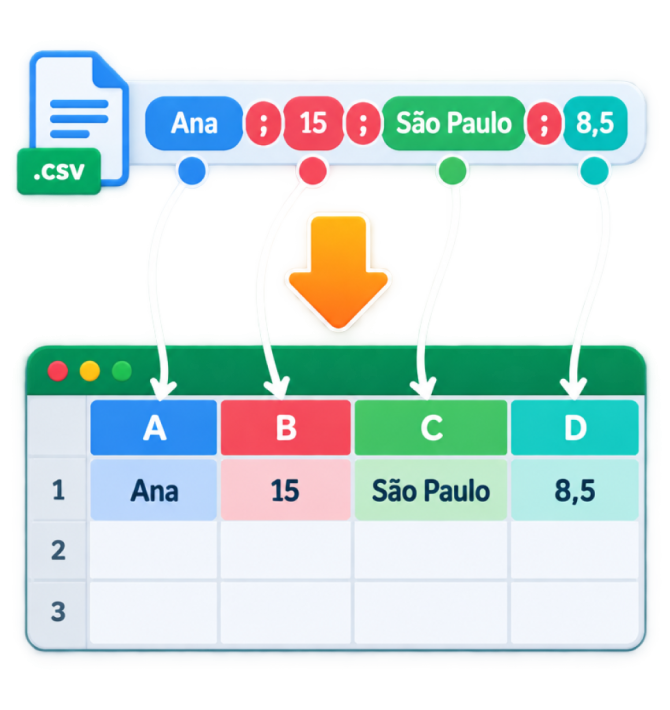 Ana ; 15 ; São Paulo ; 8,5
.csv
A B C D
1 Ana 15 São Paulo 8,5
2
3